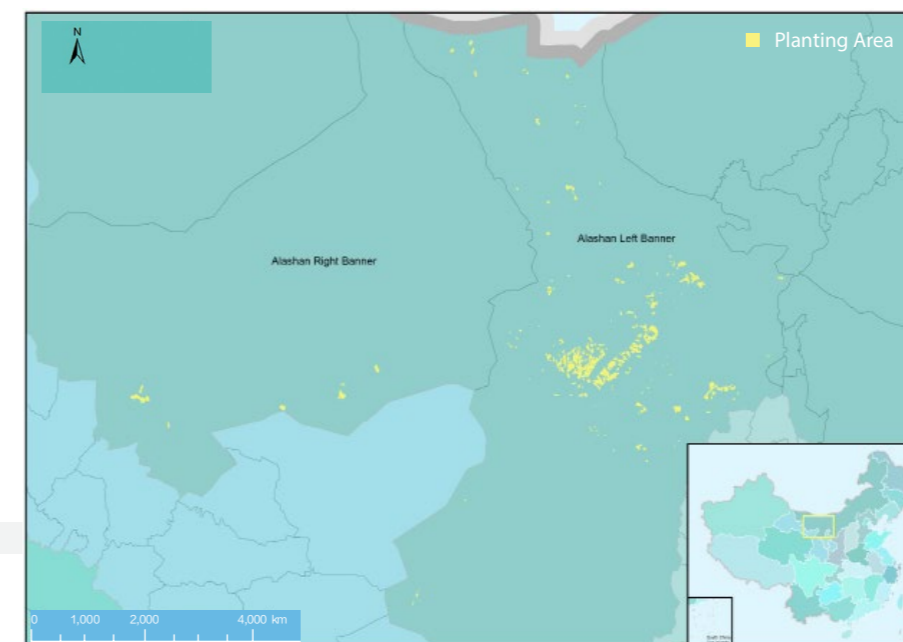 N
Planting Area
Alashan Left Banner
Alashan Right Banner
0 1,000 2,000 4,000 km